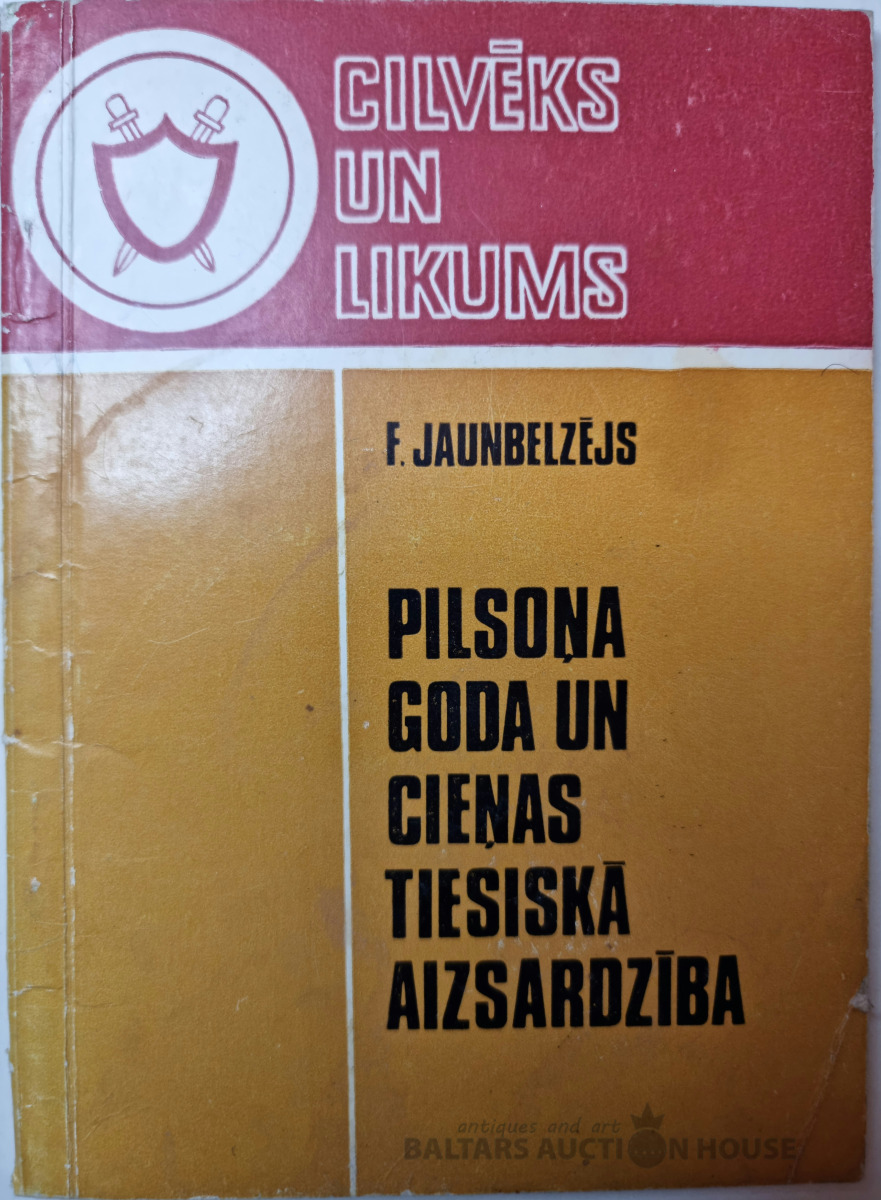 CILVĒKS
UN
LIKUMS
F. JAUNBELZĒJS
PILSOŅA
GODA UN
CIEŅAS
TIESISKĀ
AIZSARDZĪBA
antiques and art
BALTARS AUCTION HOUSE